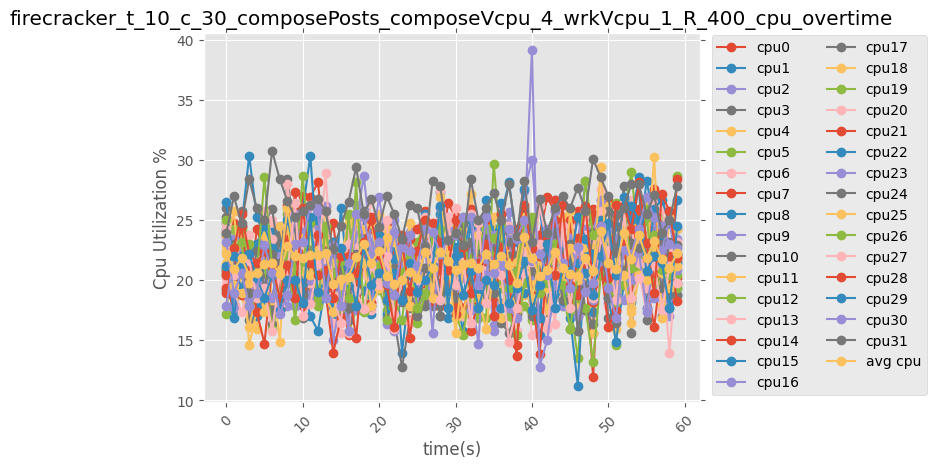 firecracker_t_10_c_30_composePosts_composeVcpu_4_wrkVcpu_1_R_400_cpu_overtime
Cpu Utilization %
40
35
30
25
20
15
10
0
10
20
30
40
50
60
time(s)
cpu0
cpu1
cpu2
cpu3
cpu4
cpu5
cpu6
cpu7
cpu8
cpu9
cpu10
cpu11
cpu12
cpu13
cpu14
cpu15
cpu16
cpu17
cpu18
cpu19
cpu20
cpu21
cpu22
cpu23
cpu24
cpu25
cpu26
cpu27
cpu28
cpu29
cpu30
cpu31
avg cpu